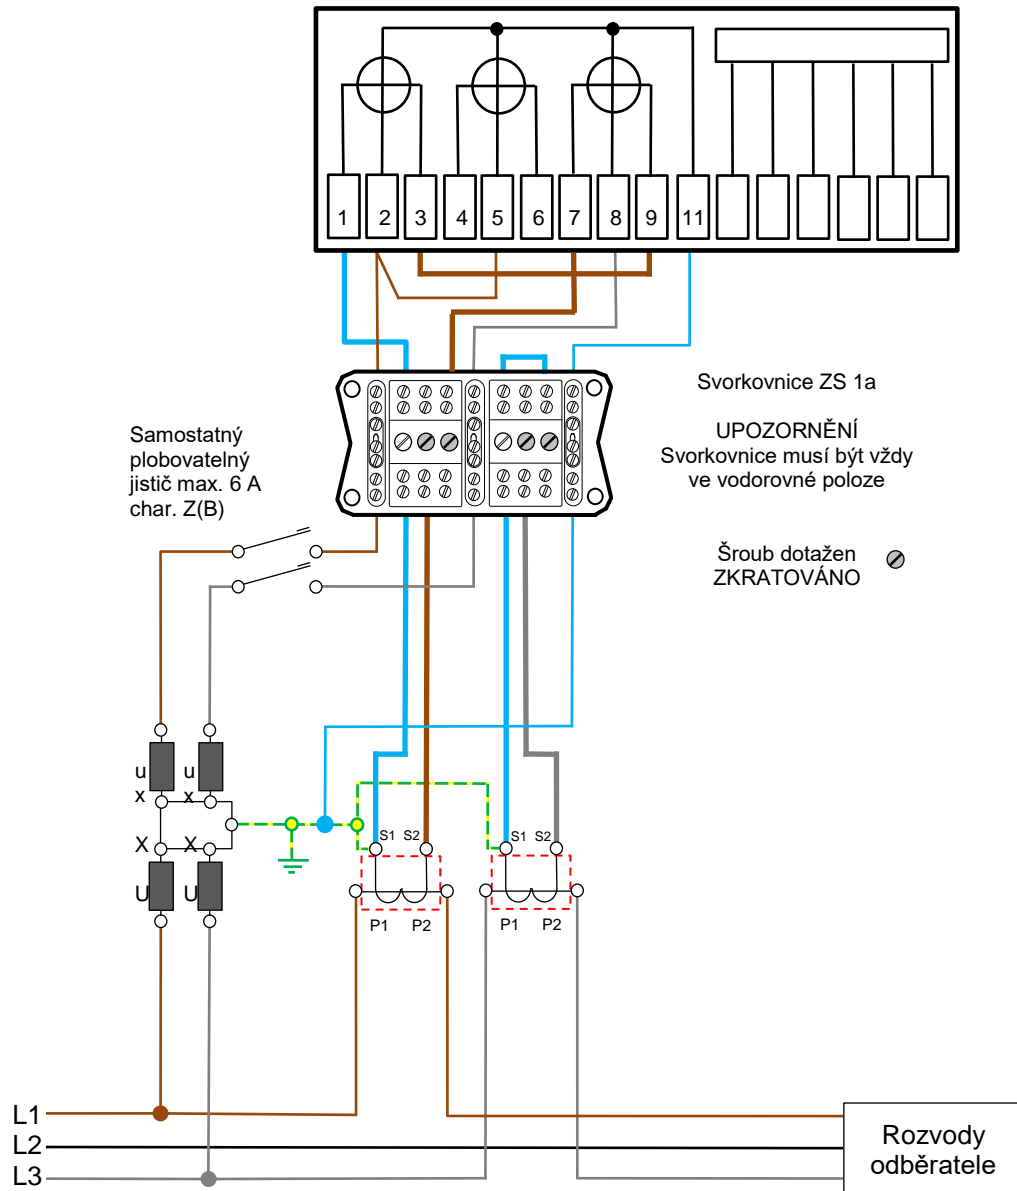 1 2 3 4 5 6 7 8 9 11
Svorkovnice ZS 1a
UPOZORNĚNÍ
Svorkovnice musí být vždy
ve vodorovné poloze
Samostatný
plobovatelný
jistič max. 6 A
char. Z(B)
Šroub dotažen
ZKRATOVÁNO
u u
x x
X X
U U
S1 S2 S1 S2
P1 P2 P1 P2
L1
L2
L3
Rozvody
odběratele